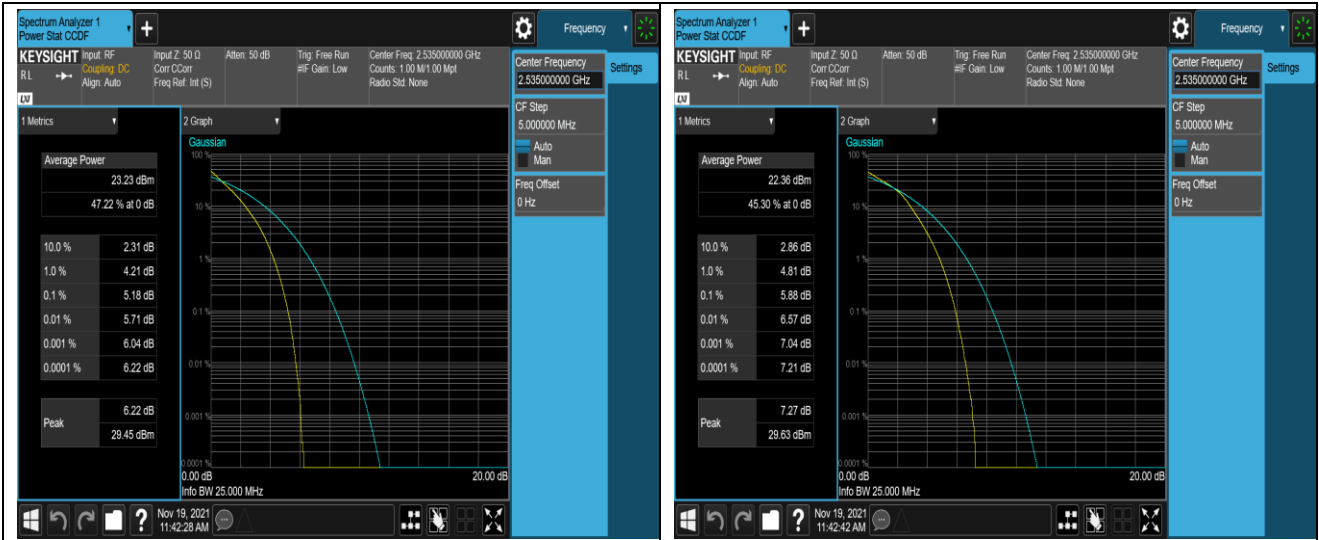 Spectrum Analyzer 1
Power Stat CCDF
+
Frequency
KEYSIGHT
Input: RF
Input Z: 50 Ω
Atten: 50 dB
Trig: Free Run
Center Freq: 2.535000000 GHz
RL
Coupling: DC
Corr CCorr
#IF Gain: Low
Counts: 1.00 M/1.00 Mpt
Align: Auto
Freq Ref: Int (S)
Radio Std: None
LXI
Center Frequency
2.535000000 GHz
Settings
CF Step
5.000000 MHz
Auto
Man
Freq Offset
0 Hz
1 Metrics
2 Graph
Average Power
23.23 dBm
47.22 % at 0 dB
10.0 % 2.31 dB
1.0 % 4.21 dB
0.1 % 5.18 dB
0.01 % 5.71 dB
0.001 % 6.04 dB
0.0001 % 6.22 dB
Peak
6.22 dB
29.45 dBm
Gaussian
100 %
10 %
1 %
0.1 %
0.01 %
0.001 %
0.0001 %
0.00 dB
20.00 dB
Info BW 25.000 MHz
?
Nov 19, 2021
11:42:28 AM
Spectrum Analyzer 1
Power Stat CCDF
+
Frequency
KEYSIGHT
Input: RF
Input Z: 50 Ω
Atten: 50 dB
Trig: Free Run
Center Freq: 2.535000000 GHz
RL
Coupling: DC
Corr CCorr
#IF Gain: Low
Counts: 1.00 M/1.00 Mpt
Align: Auto
Freq Ref: Int (S)
Radio Std: None
LXI
Center Frequency
2.535000000 GHz
Settings
CF Step
5.000000 MHz
Auto
Man
Freq Offset
0 Hz
1 Metrics
2 Graph
Average Power
22.36 dBm
45.30 % at 0 dB
10.0 % 2.86 dB
1.0 % 4.81 dB
0.1 % 5.88 dB
0.01 % 6.57 dB
0.001 % 7.04 dB
0.0001 % 7.21 dB
Peak
7.27 dB
29.63 dBm
Gaussian
100 %
10 %
1 %
0.1 %
0.01 %
0.001 %
0.0001 %
0.00 dB
20.00 dB
Info BW 25.000 MHz
?
Nov 19, 2021
11:42:42 AM